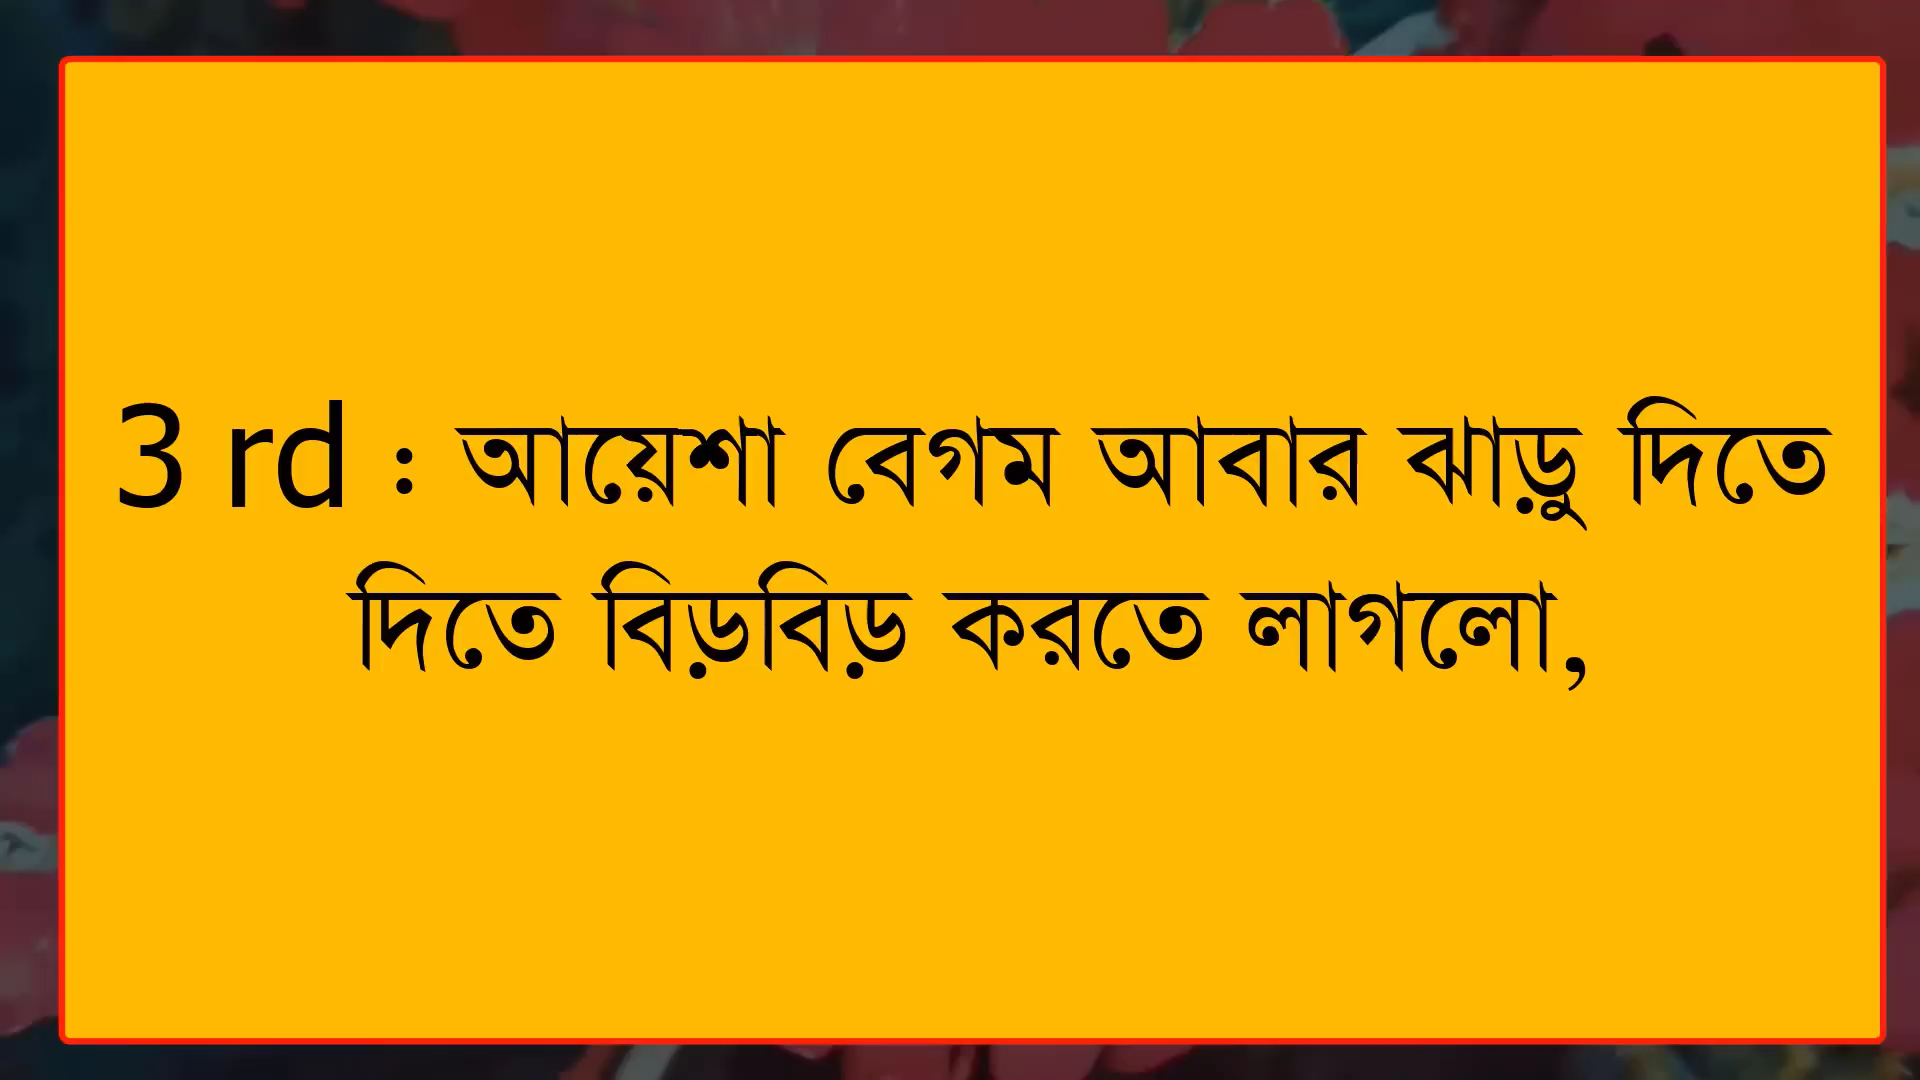 3 rd : আয়েশা বেগম আবার ঝাড়ু দিতে
দিতে বিড়বিড় করতে লাগলো,